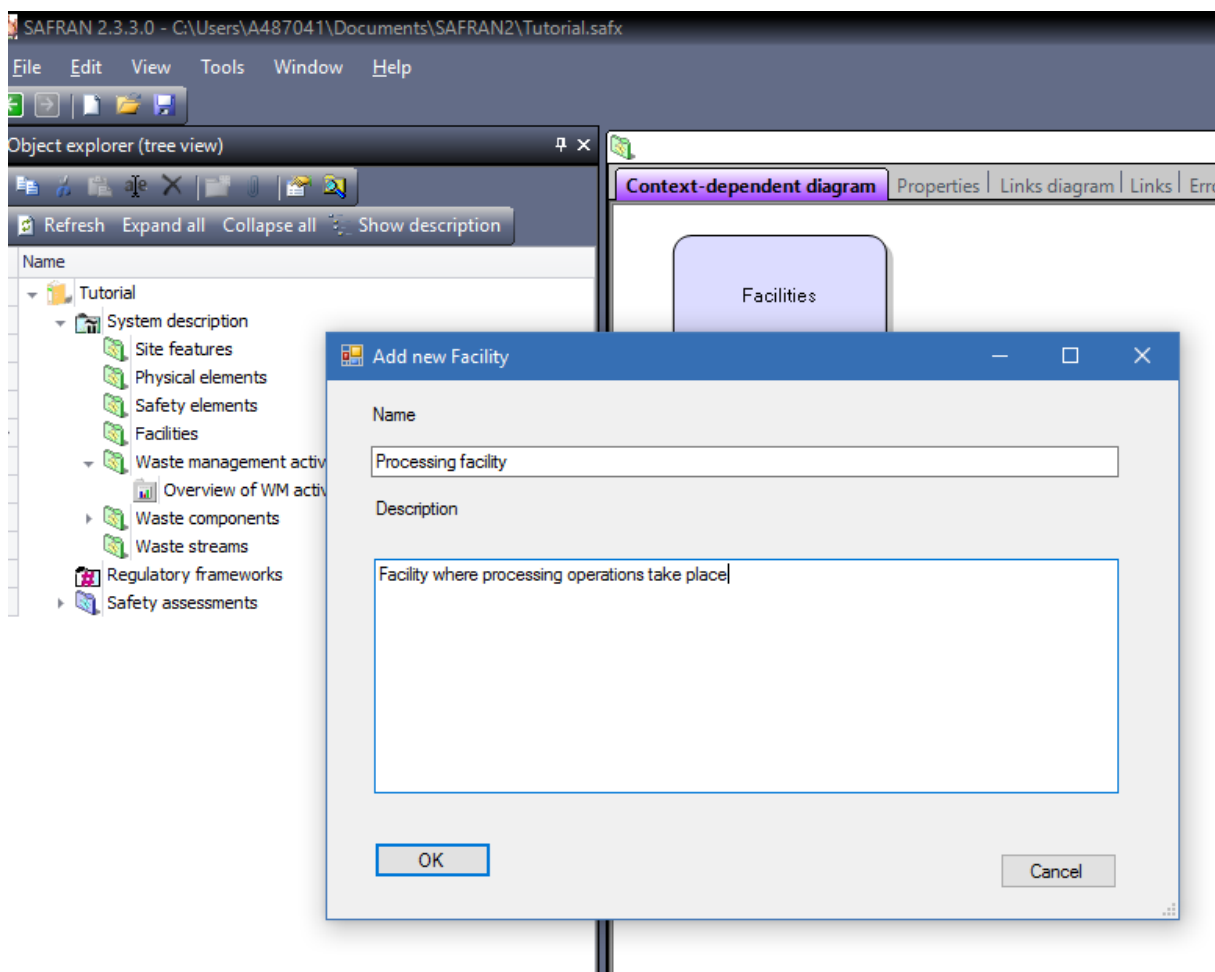 SAFRAN 2.3.3.0 - C:\Users\A487041\Documents\SAFRAN2\Tutorial.safx
File Edit View Tools Window Help
Object explorer (tree view)
Context-dependent diagram Properties Links diagram Links Erro
Refresh Expand all Collapse all Show description
Name
Tutorial
System description
Site features
Physical elements
Safety elements
Facilities
Waste management activ
Overview of WM activ
Waste components
Waste streams
Regulatory frameworks
Safety assessments
Facilities
Add new Facility
Name
Processing facility
Description
Facility where processing operations take place
OK
Cancel